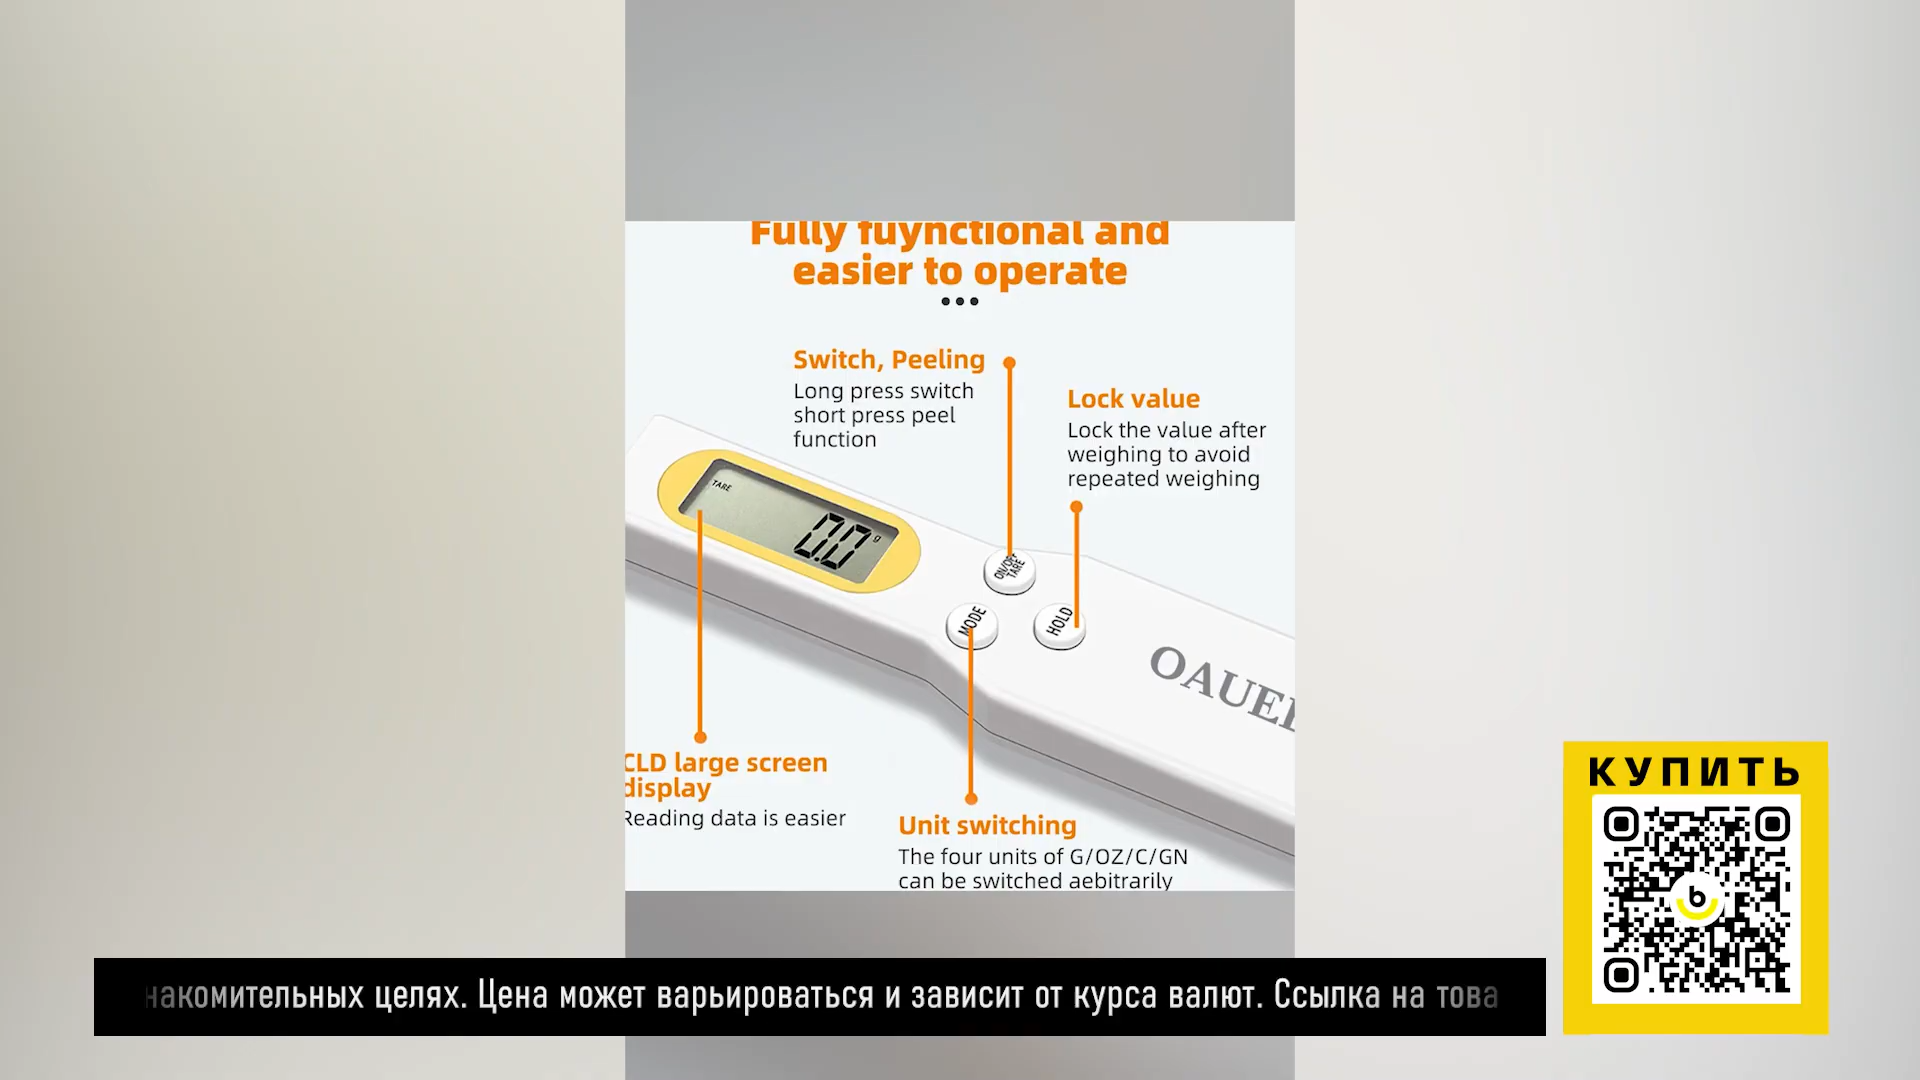 Fully fuynctional and
easier to operate
Switch, Peeling
Long press switch
short press peel
function
Lock value
Lock the value after
weighing to avoid
repeated weighing
TARE
0.0 g
ON/OFF
TARE
MODE
HOLD
OAUE
CLD large screen
display
Reading data is easier
Unit switching
The four units of G/OZ/C/GN
can be switched aebitrarily
КУПИТЬ
b
накомительных целях. Цена может варьироваться и зависит от курса валют. Ссылка на това